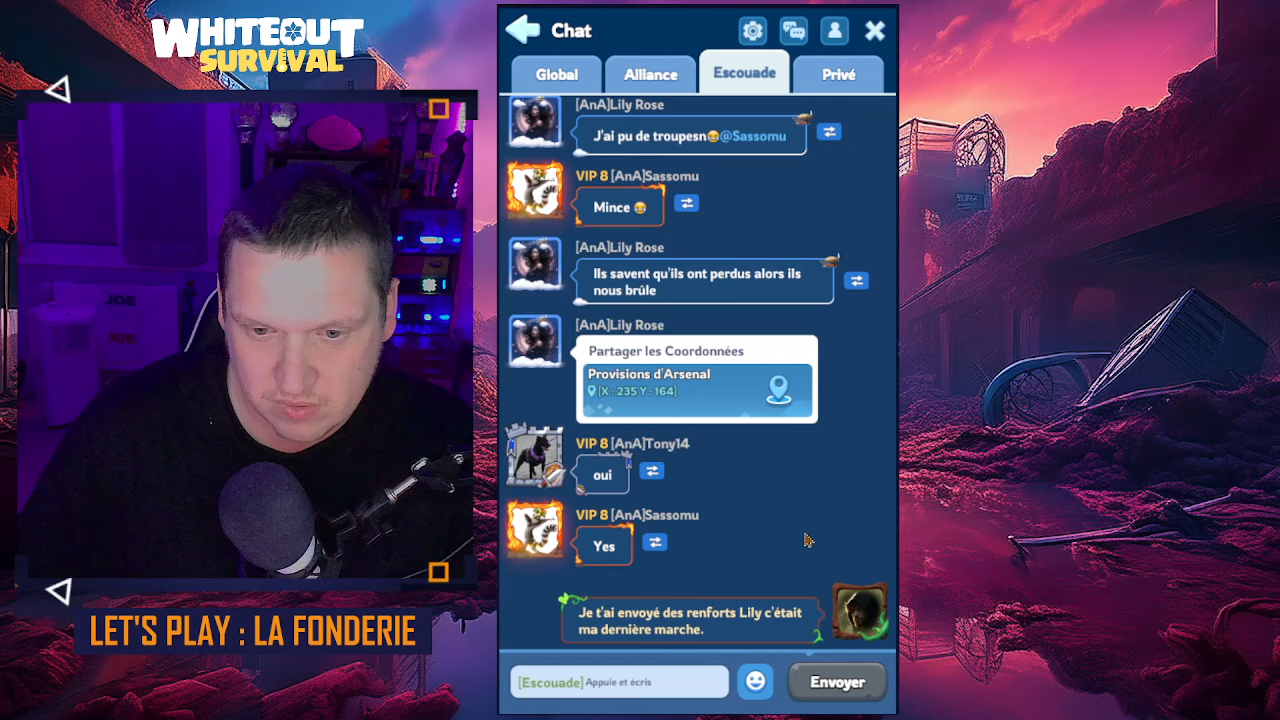 WHITEOUT
SURVIVAL
JOE
JOE
LET'S PLAY : LA FONDERIE
Chat
Global
Alliance
Escouade
Privé
[AnA]Lily Rose
J'ai pu de troupesn😂@Sassomu
VIP 8 [AnA]Sassomu
Mince 😂
[AnA]Lily Rose
Ils savent qu'ils ont perdus alors ils
nous brûle
[AnA]Lily Rose
Partager les Coordonnées
Provisions d'Arsenal
[X : 235 Y : 164]
VIP 8 [AnA]Tony14
oui
VIP 8 [AnA]Sassomu
Yes
Je t'ai envoyé des renforts Lily c'était
ma dernière marche.
[Escouade] Appuie et écris
Envoyer